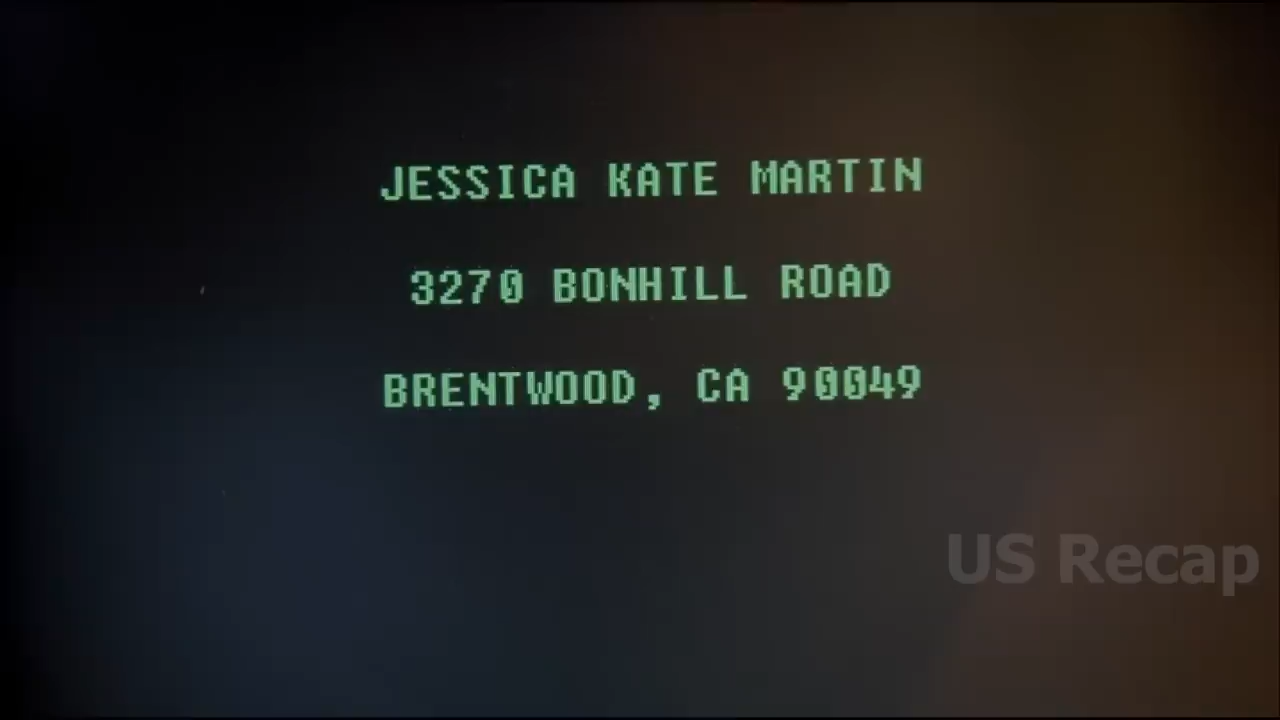 JESSICA KATE MARTIN
3270 BONHILL ROAD
BRENTWOOD, CA 90049
US Recap